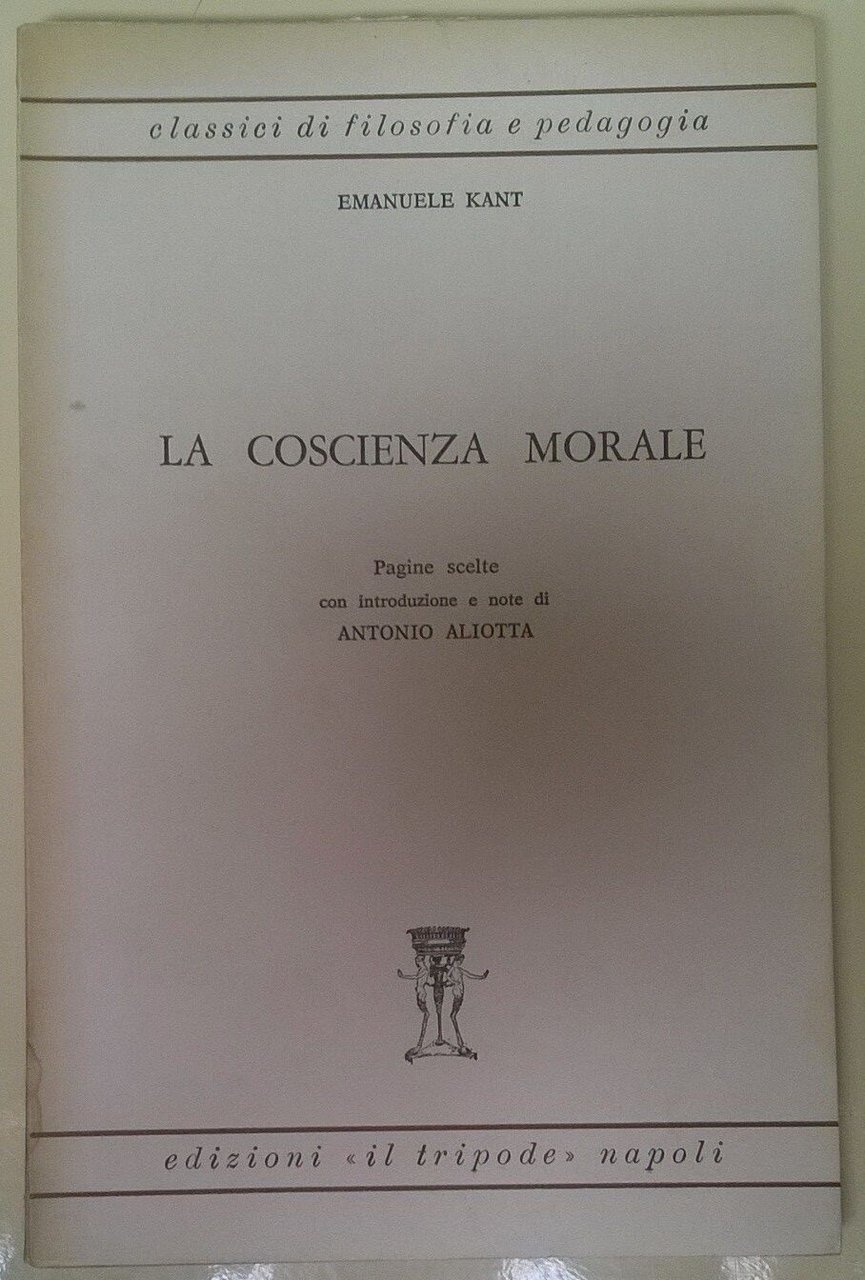 classici di filosofia e pedagogia
EMANUELE KANT
LA COSCIENZA MORALE
Pagine scelte
con introduzione e note di
ANTONIO ALIOTTA
edizioni «il tripode» napoli